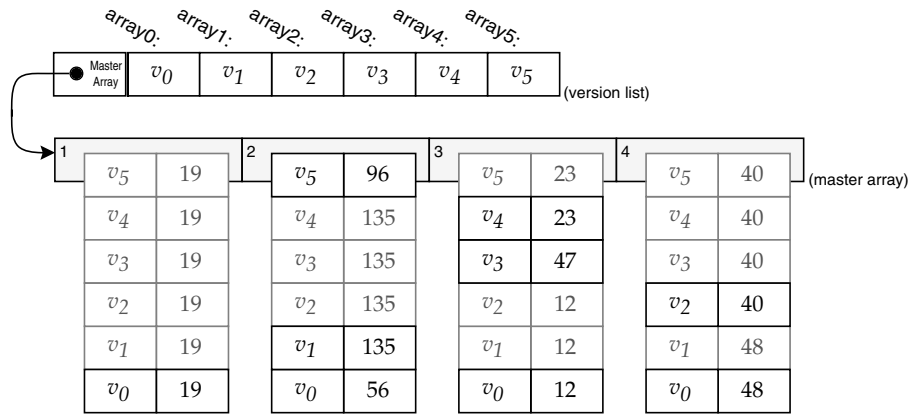 array0: array1: array2: array3: array4: array5:
Master Array v0 v1 v2 v3 v4 v5
(version list)
1 2 3 4
v5 19 v5 96 v5 23 v5 40
(master array)
v4 19 v4 135 v4 23 v4 40
v3 19 v3 135 v3 47 v3 40
v2 19 v2 135 v2 12 v2 40
v1 19 v1 135 v1 12 v1 48
v0 19 v0 56 v0 12 v0 48